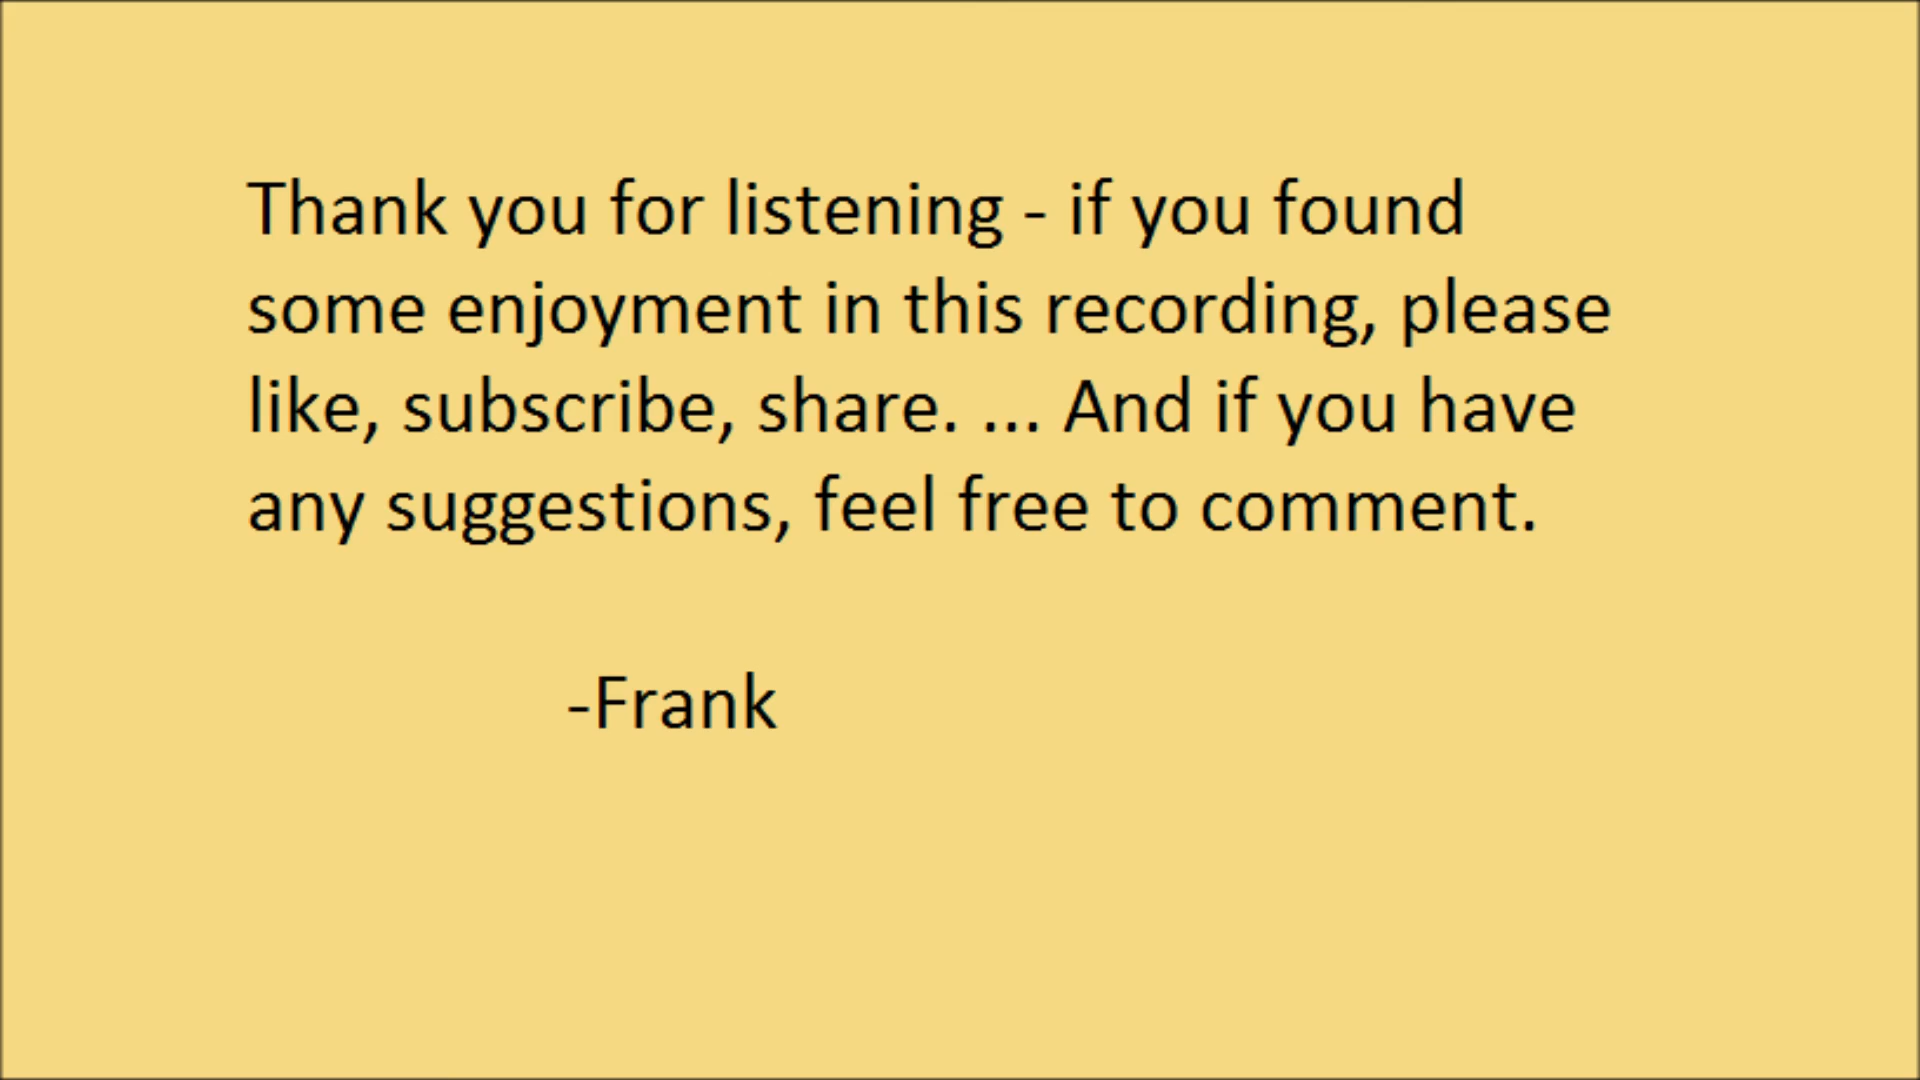 Thank you for listening - if you found
some enjoyment in this recording, please
like, subscribe, share. ... And if you have
any suggestions, feel free to comment.
-Frank